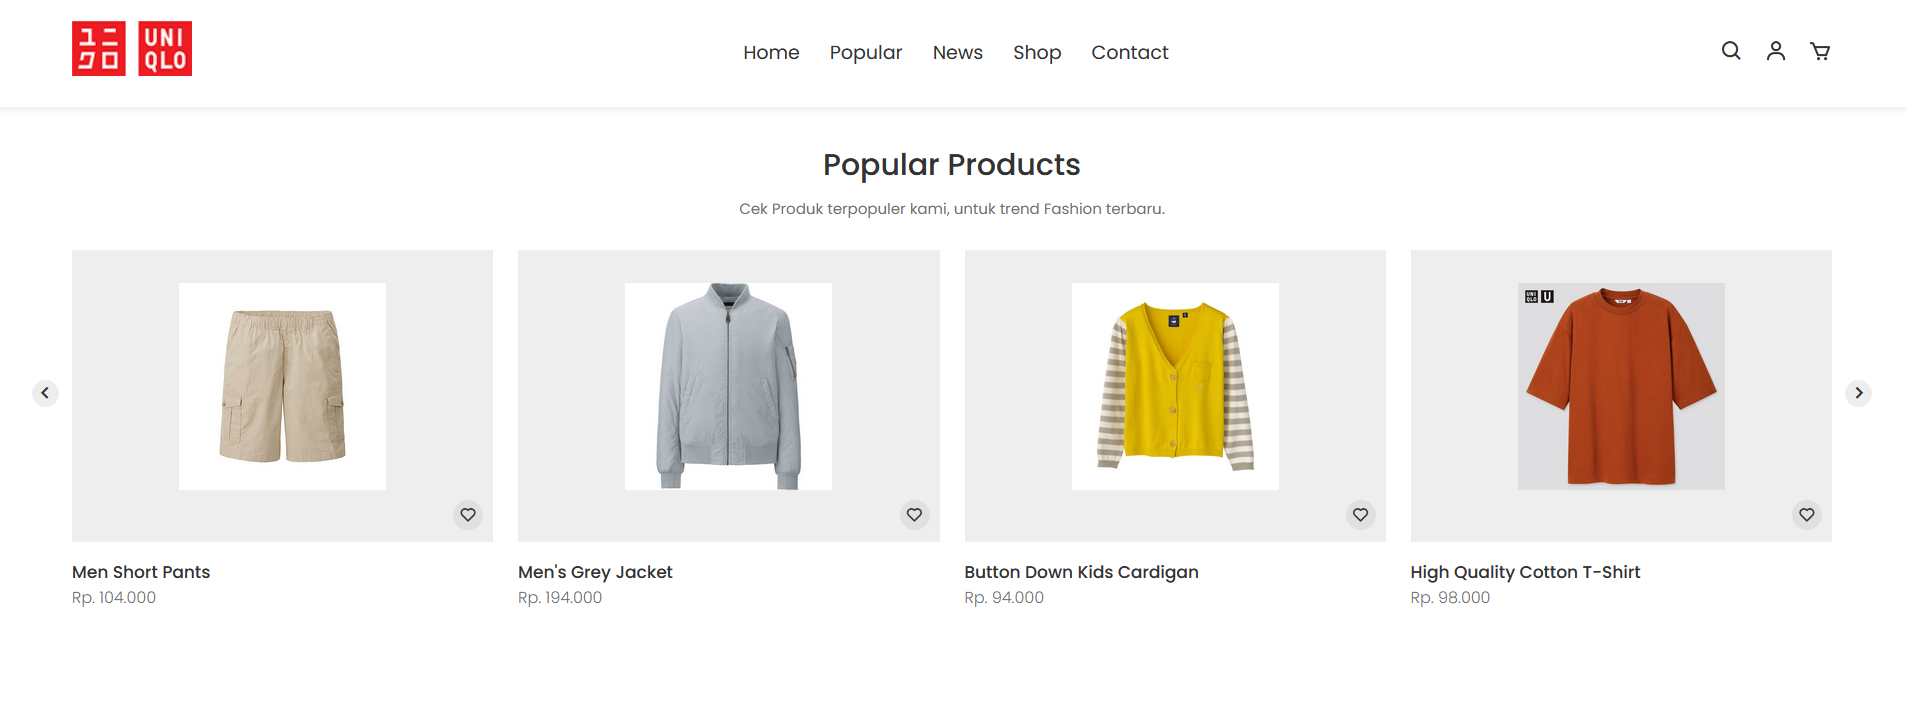 ユニ UNI
クロ QLO
Home Popular News Shop Contact
Popular Products
Cek Produk terpopuler kami, untuk trend Fashion terbaru.
UNI
QLO U
Men Short Pants
Rp. 104.000
Men's Grey Jacket
Rp. 194.000
Button Down Kids Cardigan
Rp. 94.000
High Quality Cotton T-Shirt
Rp. 98.000